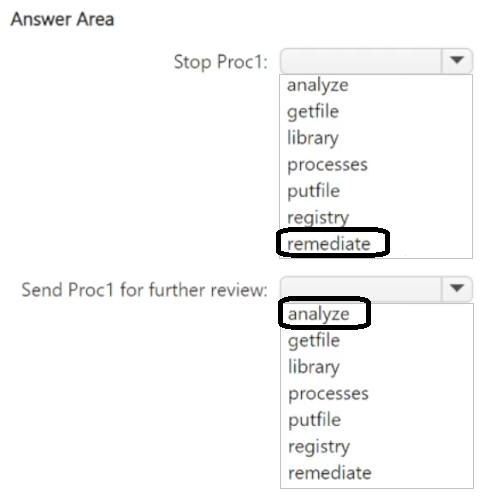 Answer Area
Stop Proc1:
analyze
getfile
library
processes
putfile
registry
remediate
Send Proc1 for further review:
analyze
getfile
library
processes
putfile
registry
remediate